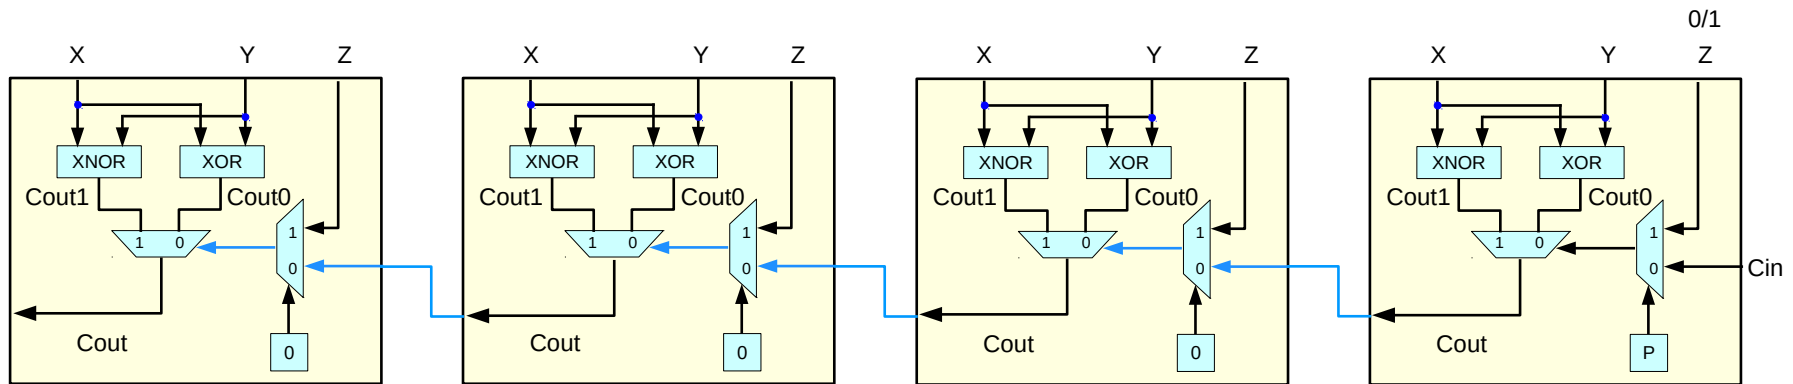 0/1
X Y Z X Y Z X Y Z X Y Z
XNOR XOR XNOR XOR XNOR XOR XNOR XOR
Cout1 Cout0 Cout1 Cout0 Cout1 Cout0 Cout1 Cout0
1 1 1 1
1 0 1 0 1 0 1 0
0 0 0 0 Cin
Cout 0 Cout 0 Cout 0 Cout P